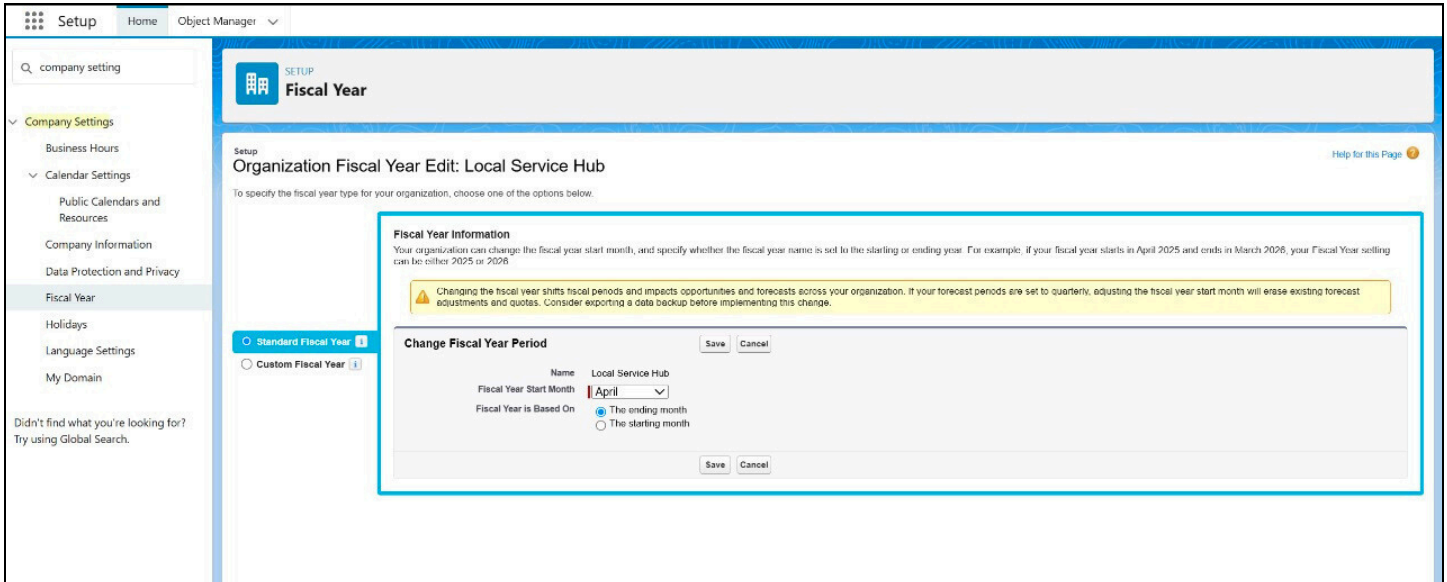 Setup
Home
Object Manager
company setting
Company Settings
Business Hours
Calendar Settings
Public Calendars and
Resources
Company Information
Data Protection and Privacy
Fiscal Year
Holidays
Language Settings
My Domain
Didn't find what you're looking for?
Try using Global Search.
SETUP
Fiscal Year
Setup
Organization Fiscal Year Edit: Local Service Hub
Help for this Page
To specify the fiscal year type for your organization, choose one of the options below.
Standard Fiscal Year i
Custom Fiscal Year i
Fiscal Year Information
Your organization can change the fiscal year start month, and specify whether the fiscal year name is set to the starting or ending year. For example, if your fiscal year starts in April 2025 and ends in March 2026, your Fiscal Year setting
can be either 2025 or 2026
Changing the fiscal year shifts fiscal periods and impacts opportunities and forecasts across your organization. If your forecast periods are set to quarterly, adjusting the fiscal year start month will erase existing forecast
adjustments and quotas. Consider exporting a data backup before implementing this change.
Change Fiscal Year Period
Save Cancel
Name Local Service Hub
Fiscal Year Start Month April
Fiscal Year is Based On The ending month
The starting month
Save Cancel